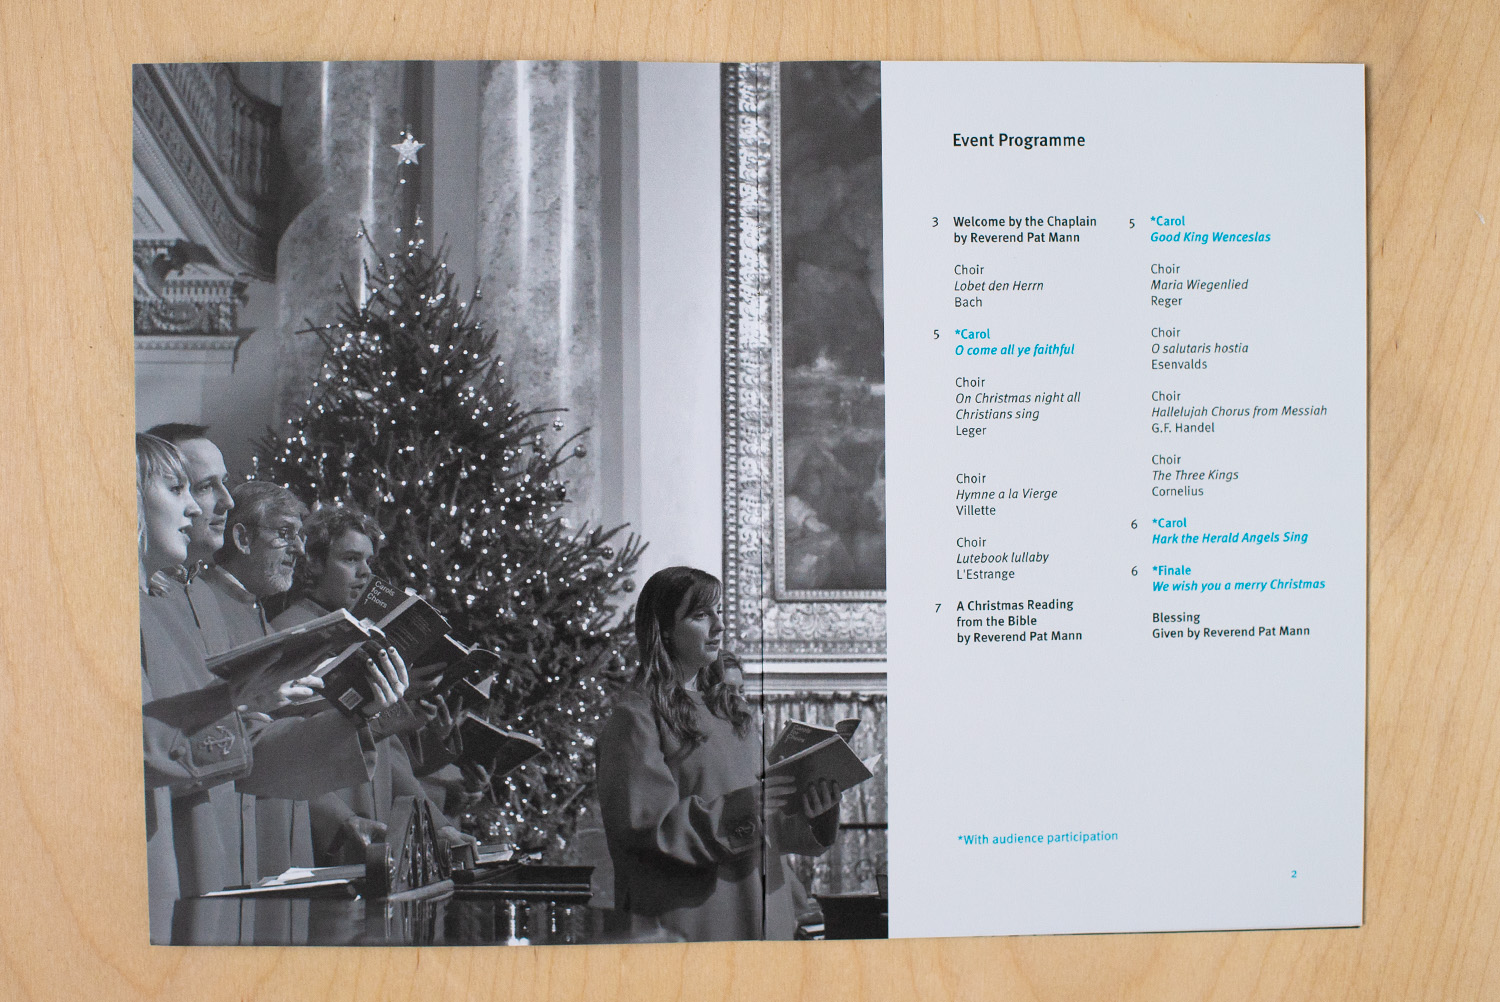 Carols
for
Choirs
Event Programme
3 Welcome by the Chaplain
by Reverend Pat Mann
Choir
Lobet den Herrn
Bach
5 *Carol
O come all ye faithful
Choir
On Christmas night all
Christians sing
Leger
Choir
Hymne a la Vierge
Villette
Choir
Lutebook lullaby
L'Estrange
7 A Christmas Reading
from the Bible
by Reverend Pat Mann
5 *Carol
Good King Wenceslas
Choir
Maria Wiegenlied
Reger
Choir
O salutaris hostia
Esenvalds
Choir
Hallelujah Chorus from Messiah
G.F. Handel
Choir
The Three Kings
Cornelius
6 *Carol
Hark the Herald Angels Sing
6 *Finale
We wish you a merry Christmas
Blessing
Given by Reverend Pat Mann
*With audience participation
2